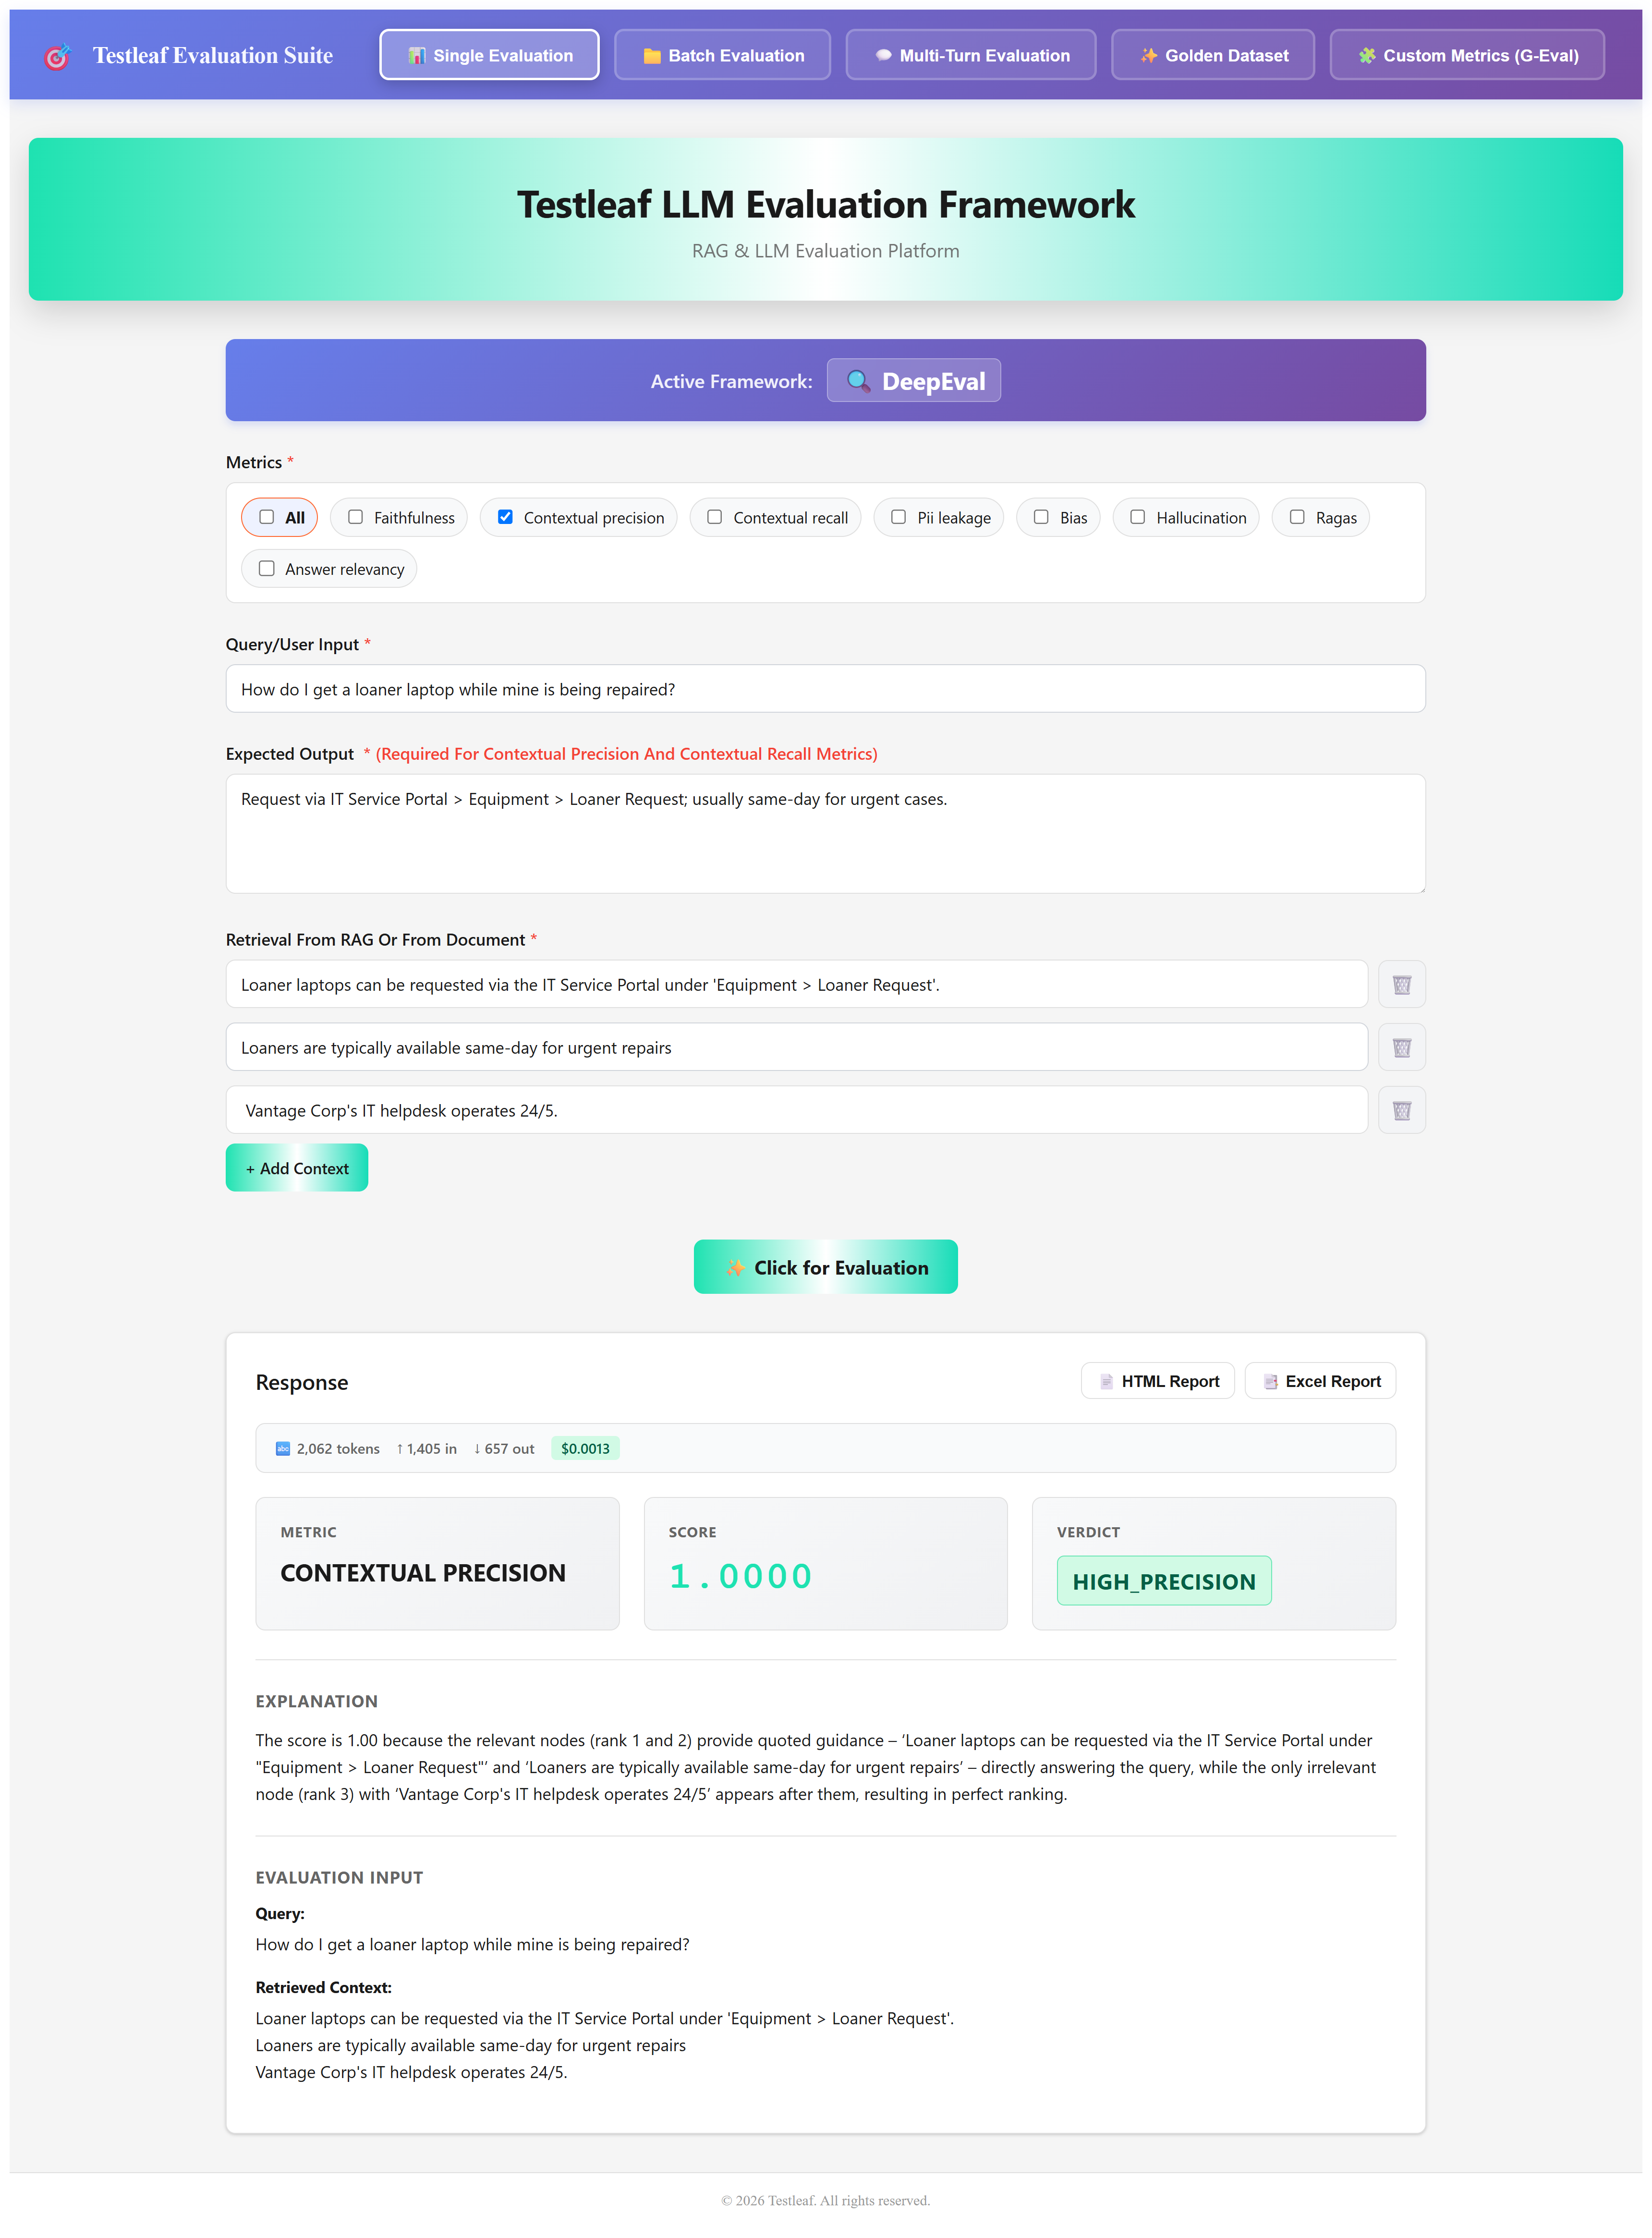 Testleaf Evaluation Suite
Single Evaluation
Batch Evaluation
Multi-Turn Evaluation
Golden Dataset
Custom Metrics (G-Eval)
Testleaf LLM Evaluation Framework
RAG & LLM Evaluation Platform
Active Framework: DeepEval
Metrics *
All
Faithfulness
Contextual precision
Contextual recall
Pii leakage
Bias
Hallucination
Ragas
Answer relevancy
Query/User Input *
How do I get a loaner laptop while mine is being repaired?
Expected Output * (Required For Contextual Precision And Contextual Recall Metrics)
Request via IT Service Portal > Equipment > Loaner Request; usually same-day for urgent cases.
Retrieval From RAG Or From Document *
Loaner laptops can be requested via the IT Service Portal under 'Equipment > Loaner Request'.
Loaners are typically available same-day for urgent repairs
Vantage Corp's IT helpdesk operates 24/5.
+ Add Context
Click for Evaluation
Response
HTML Report
Excel Report
abc 2,062 tokens ↑ 1,405 in ↓ 657 out $0.0013
METRIC
CONTEXTUAL PRECISION
SCORE
1.0000
VERDICT
HIGH_PRECISION
EXPLANATION
The score is 1.00 because the relevant nodes (rank 1 and 2) provide quoted guidance – ‘Loaner laptops can be requested via the IT Service Portal under
"Equipment > Loaner Request"’ and ‘Loaners are typically available same-day for urgent repairs’ – directly answering the query, while the only irrelevant
node (rank 3) with ‘Vantage Corp's IT helpdesk operates 24/5’ appears after them, resulting in perfect ranking.
EVALUATION INPUT
Query:
How do I get a loaner laptop while mine is being repaired?
Retrieved Context:
Loaner laptops can be requested via the IT Service Portal under 'Equipment > Loaner Request'.
Loaners are typically available same-day for urgent repairs
Vantage Corp's IT helpdesk operates 24/5.
© 2026 Testleaf. All rights reserved.